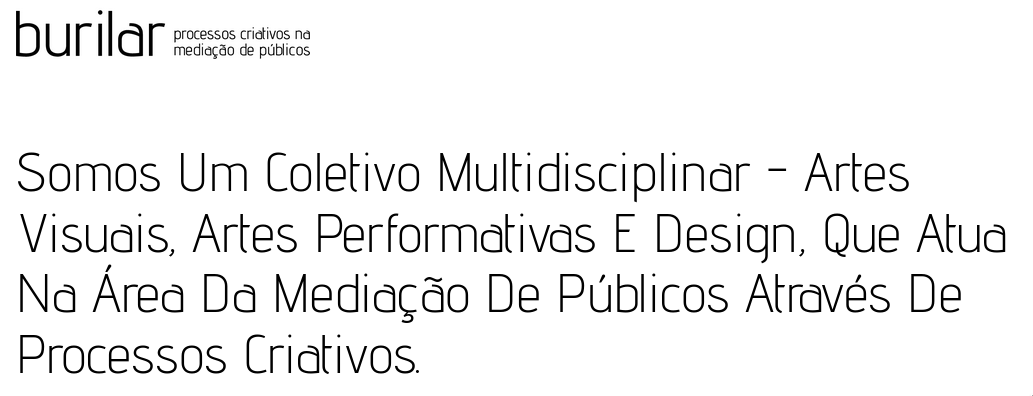 burilar
processos criativos na
mediação de públicos
Somos Um Coletivo Multidisciplinar – Artes
Visuais, Artes Performativas E Design, Que Atua
Na Área Da Mediação De Públicos Através De
Processos Criativos.